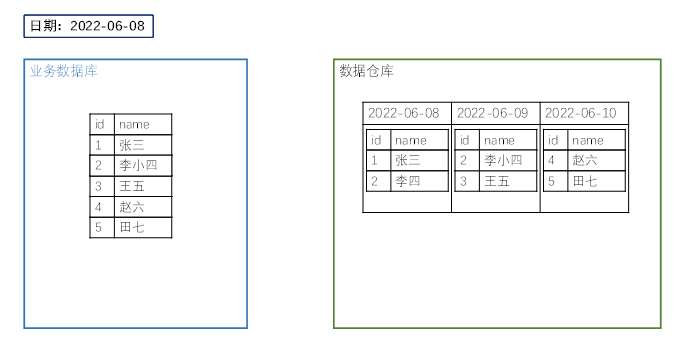 日期：2022-06-08
业务数据库
id name
1 张三
2 李小四
3 王五
4 赵六
5 田七
数据仓库
2022-06-08 2022-06-09 2022-06-10
id name id name id name
1 张三 2 李小四 4 赵六
2 李四 3 王五 5 田七